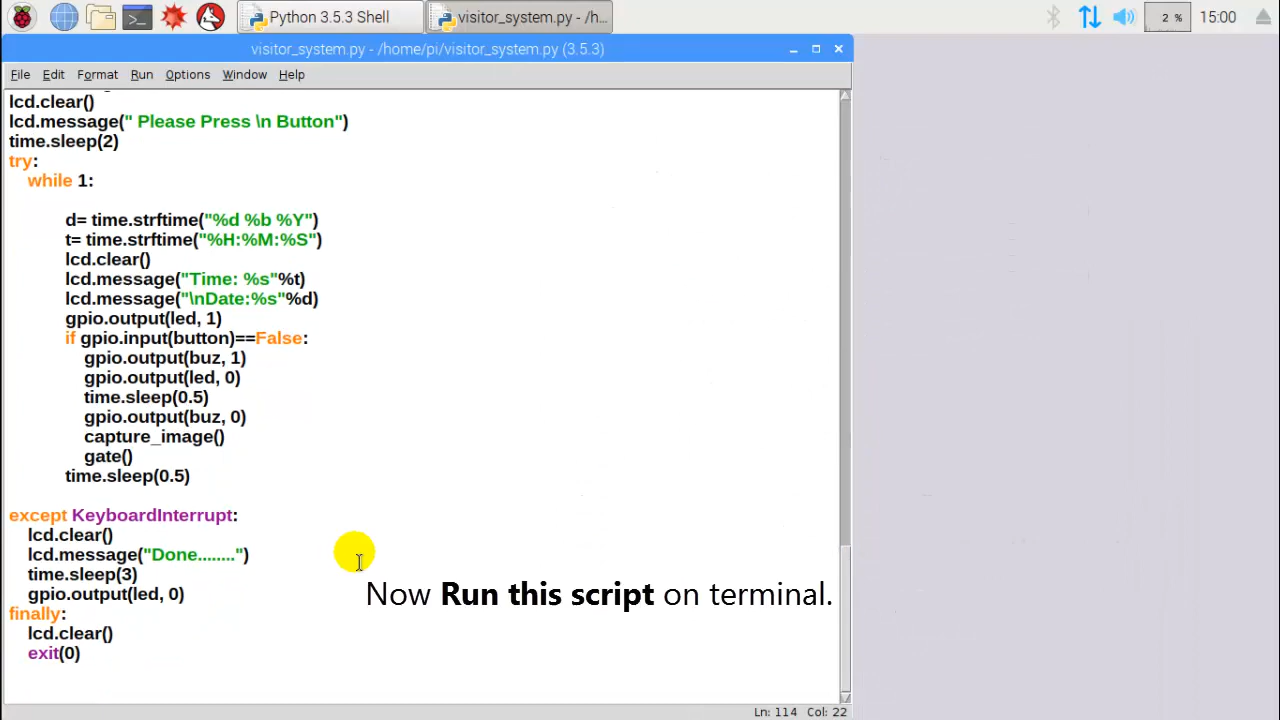 Python 3.5.3 Shell
visitor_system.py - /h...
2 %
15:00
visitor_system.py - /home/pi/visitor_system.py (3.5.3)
File Edit Format Run Options Window Help
lcd.clear()
lcd.message(" Please Press \n Button")
time.sleep(2)
try:
while 1:
d= time.strftime("%d %b %Y")
t= time.strftime("%H:%M:%S")
lcd.clear()
lcd.message("Time: %s"%t)
lcd.message("\nDate:%s"%d)
gpio.output(led, 1)
if gpio.input(button)==False:
gpio.output(buz, 1)
gpio.output(led, 0)
time.sleep(0.5)
gpio.output(buz, 0)
capture_image()
gate()
time.sleep(0.5)
except KeyboardInterrupt:
lcd.clear()
lcd.message("Done........")
time.sleep(3)
gpio.output(led, 0)
finally:
lcd.clear()
exit(0)
Now Run this script on terminal.
Ln: 114 Col: 22